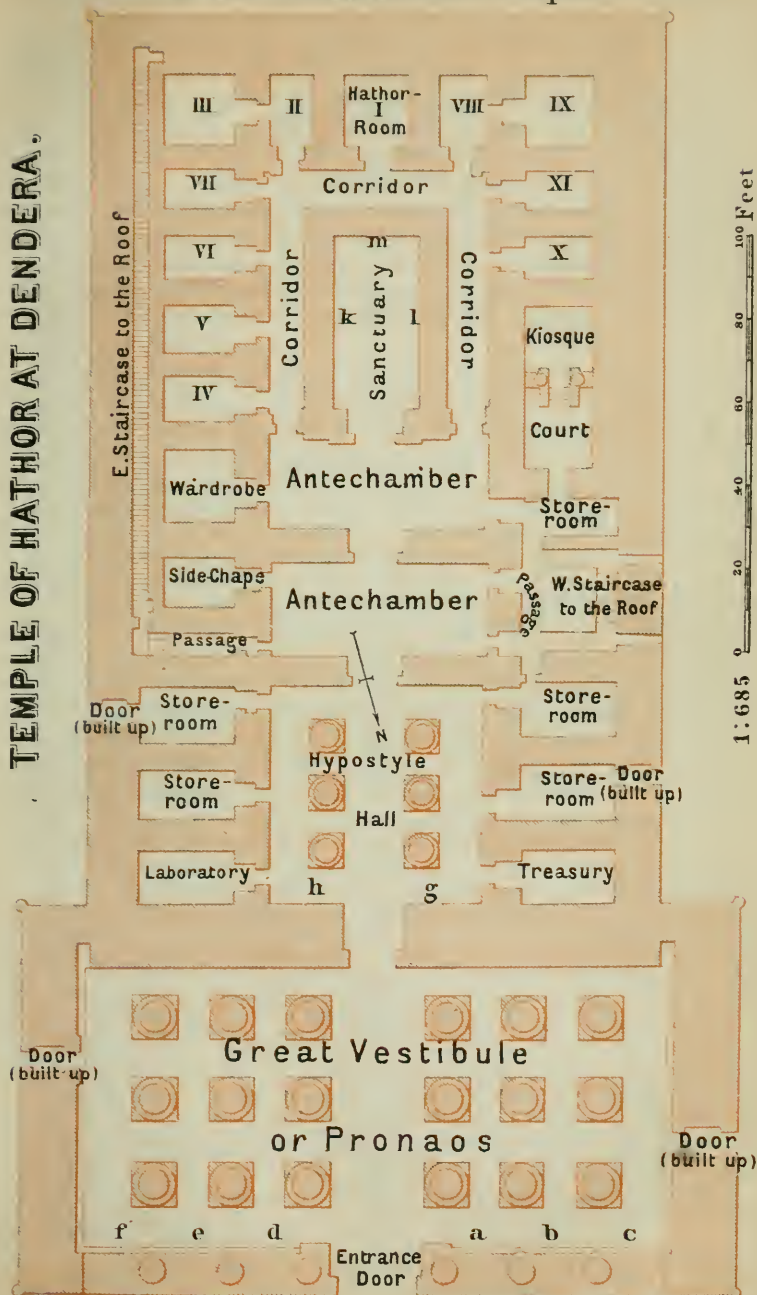 TEMPLE OF HATHOR AT DENDERA.
E. Staircase to the Roof
III
II
Hathor-
I
Room
VIII
IX
VII
Corridor
XI
VI
m
X
Corridor
k
Sanctuary
l
Corridor
V
Kiosque
IV
Court
Wardrobe
Antechamber
Store-
room
Side-Chape
Antechamber
Passage
W. Staircase
to the Roof
Passage
N
Door
(built up)
Store-
room
Store-
room
Hypostyle
Hall
Store-
room
Store-
room
Door
(built up)
Laboratory
h
g
Treasury
Great Vestibule
or Pronaos
Door
(built up)
Door
(built up)
f
e
d
a
b
c
Entrance
Door
1:685
0
20
40
60
80
100 Feet